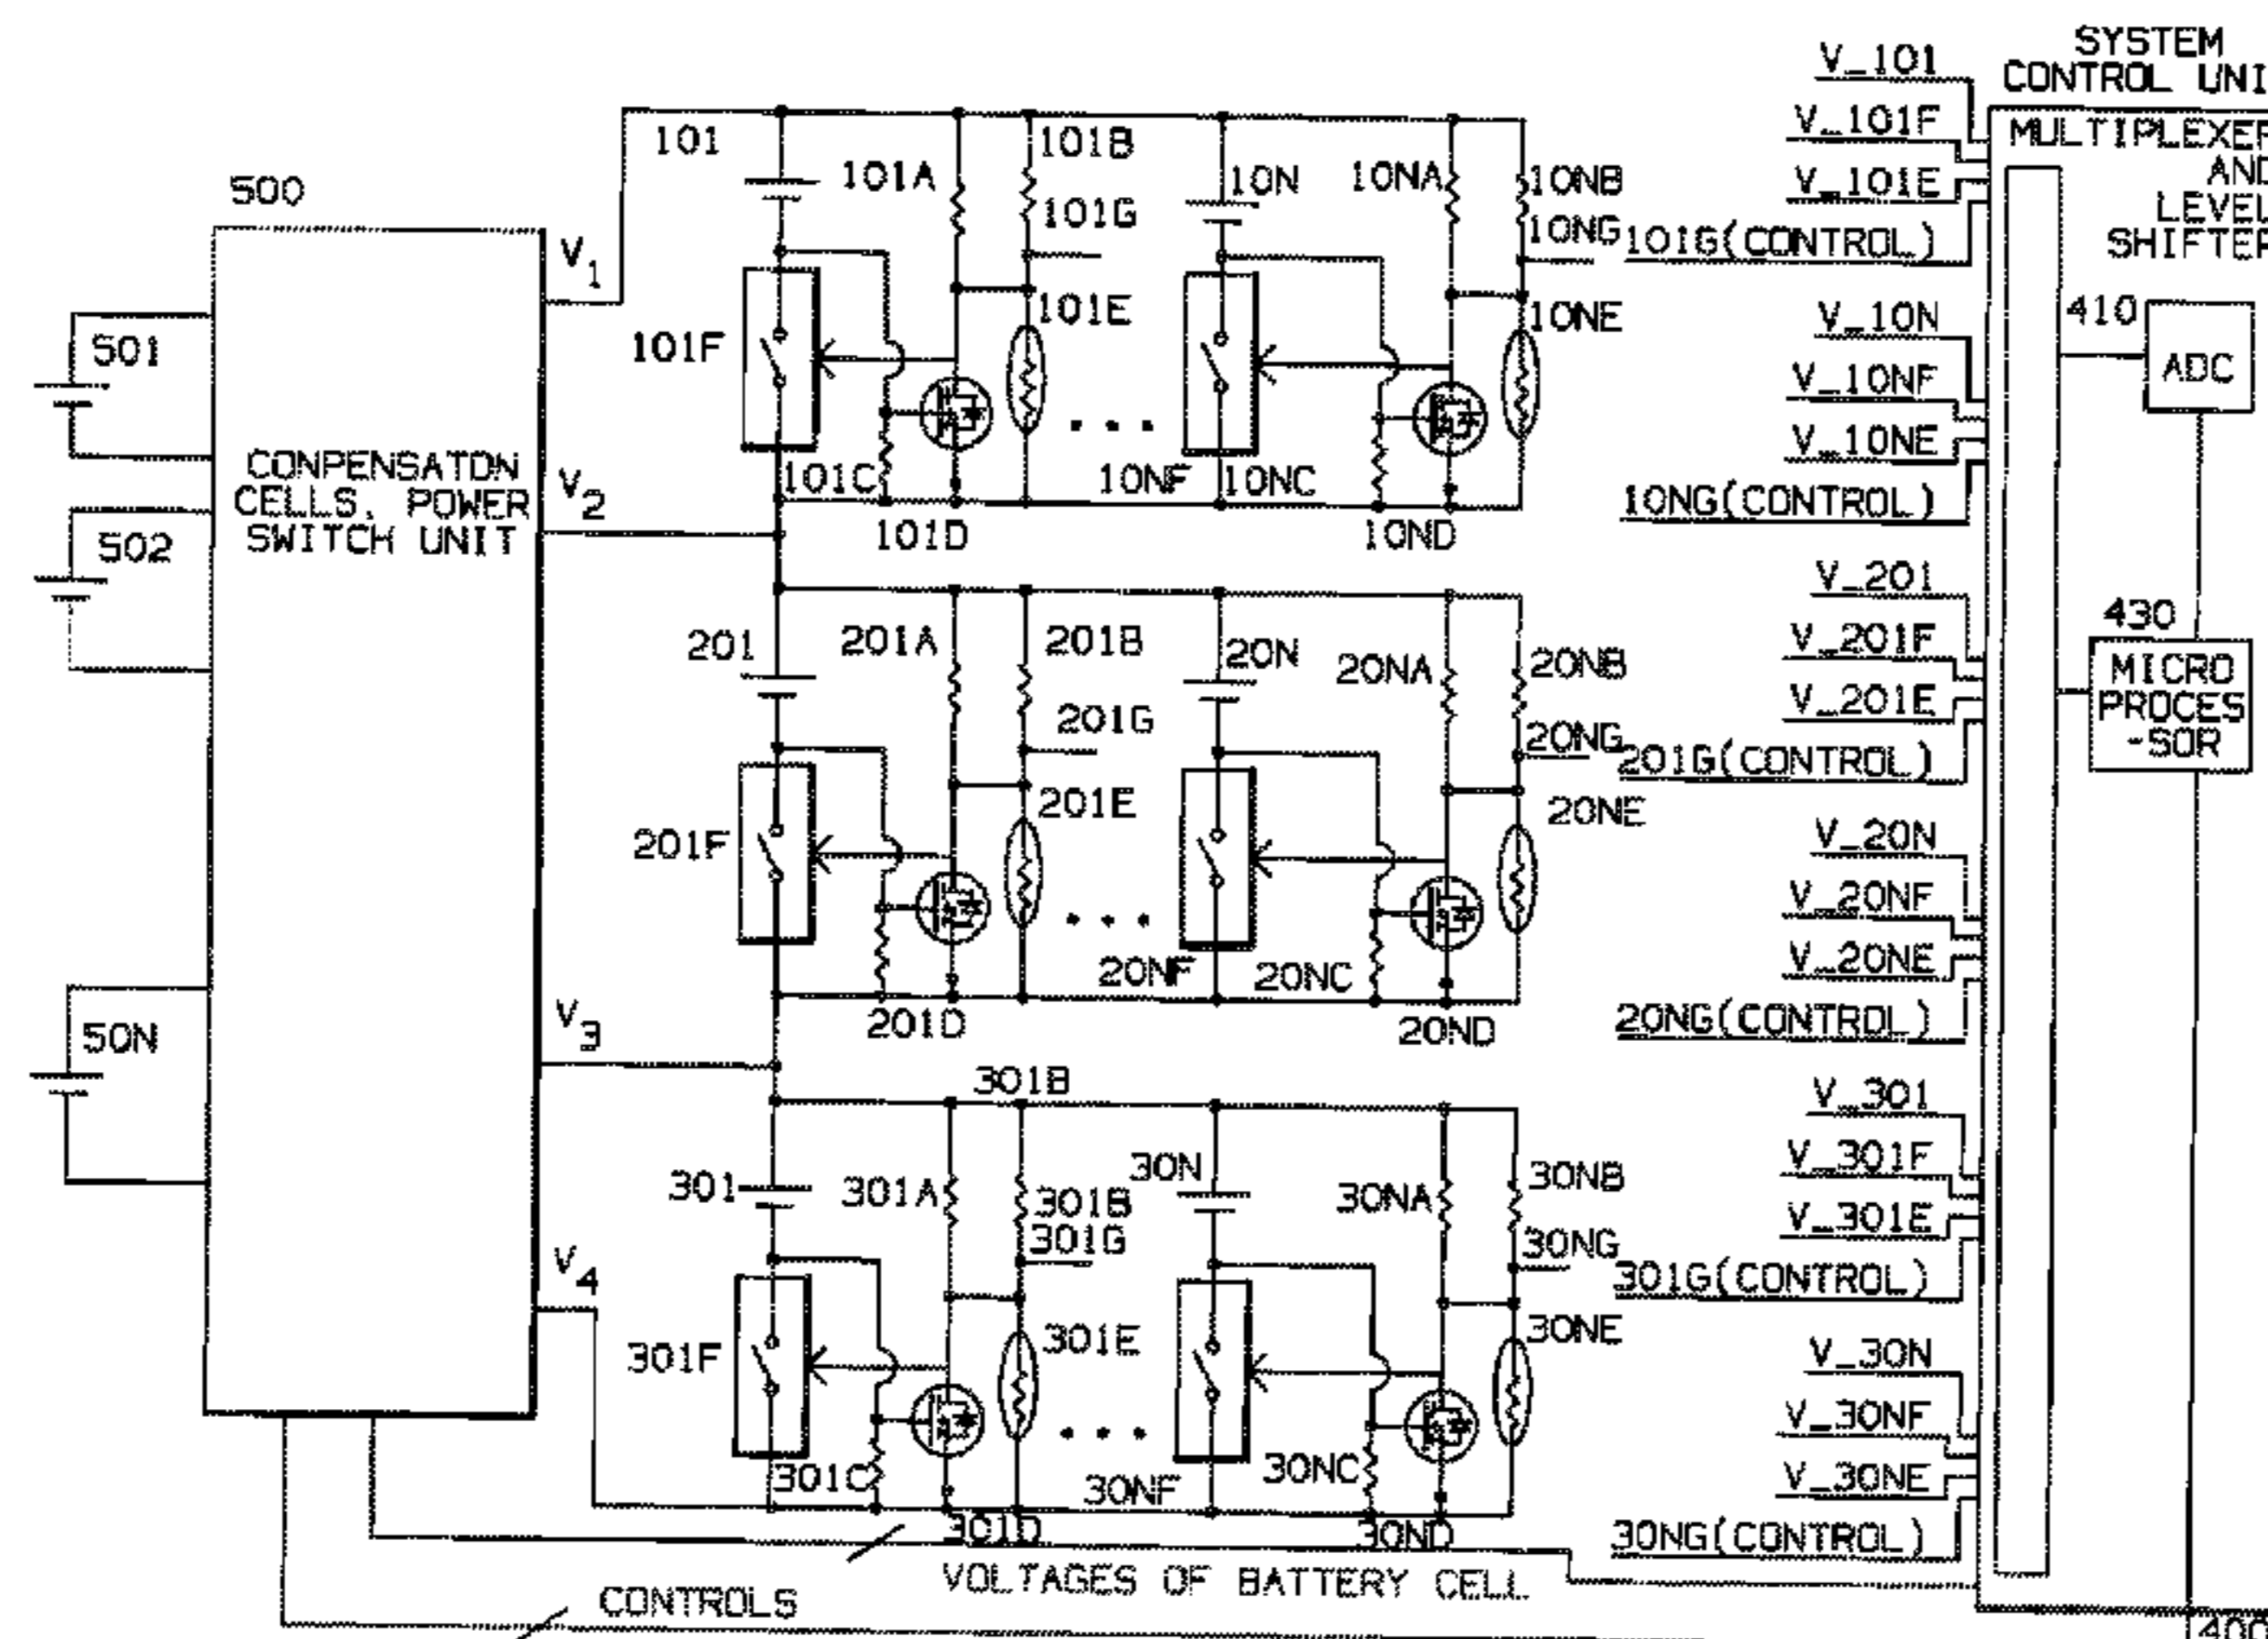 500
501
502
50N
CONPENSATON
CELLS, POWER
SWITCH UNIT
V1
V2
V3
V4
101
101A
101B
101G
101F
101E
101C
101D
10N
10NA
10NB
10NG
10NE
10NF
10NC
10ND
201
201A
201B
201G
201F
201E
201D
20N
20NA
20NB
20NG
20NE
20NF
20NC
20ND
301B
301
301A
301B
301G
301F
301E
301C
301D
30N
30NA
30NB
30NG
30NE
30NF
30NC
30ND
VOLTAGES OF BATTERY CELL
CONTROLS
V_101
V_101F
V_101E
101G(CONTROL)
V_10N
V_10NF
V_10NE
10NG(CONTROL)
V_201
V_201F
V_201E
201G(CONTROL)
V_20N
V_20NF
V_20NE
20NG(CONTROL)
V_301
V_301F
V_301E
301G(CONTROL)
V_30N
V_30NF
V_30NE
30NG(CONTROL)
SYSTEM
CONTROL UNI
MULTIPLEXER
AND
LEVEL
SHIFTER
410
ADC
430
MICRO
PROCES
-SOR
400